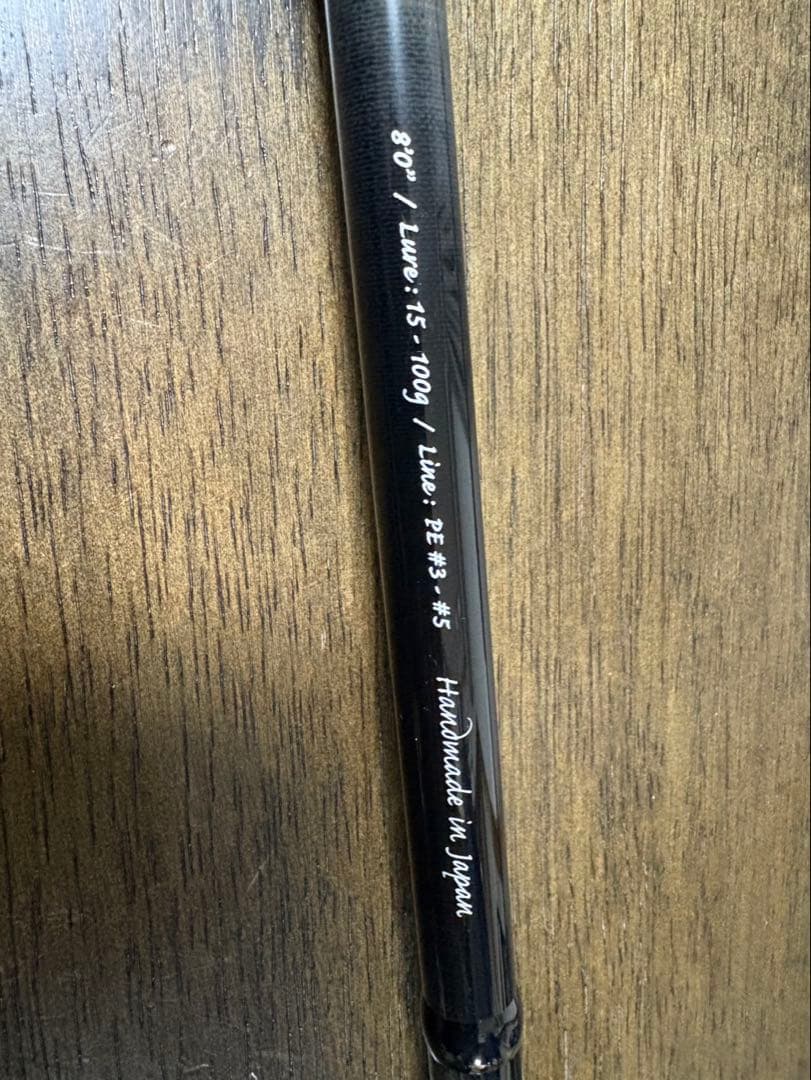 8'0” / Lure : 15 - 100g / Line : PE #3 - #5 Handmade in Japan